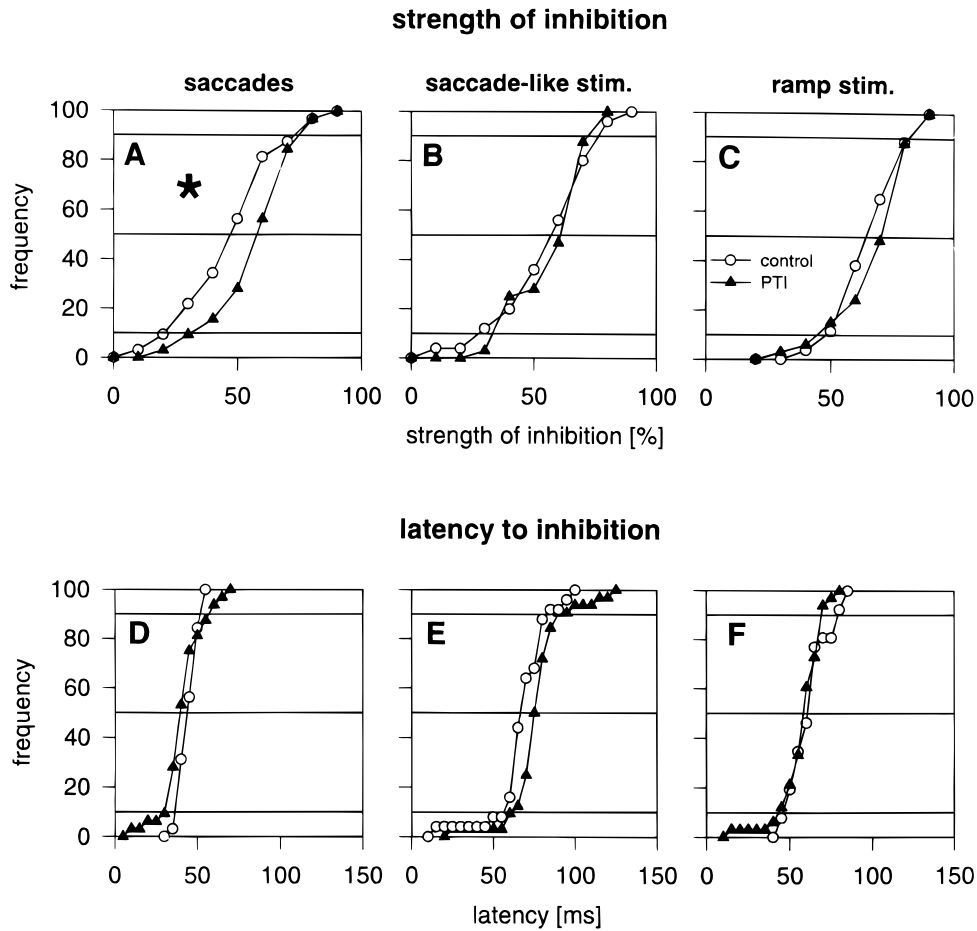 strength of inhibition
saccades saccade-like stim. ramp stim.
100
80
60
40
20
0
frequency
A
*
B
C
control
PTI
0 50 100 0 50 100 0 50 100
strength of inhibition [%]
latency to inhibition
100
80
60
40
20
0
frequency
D
E
F
0 50 100 150 0 50 100 150 0 50 100 150
latency [ms]